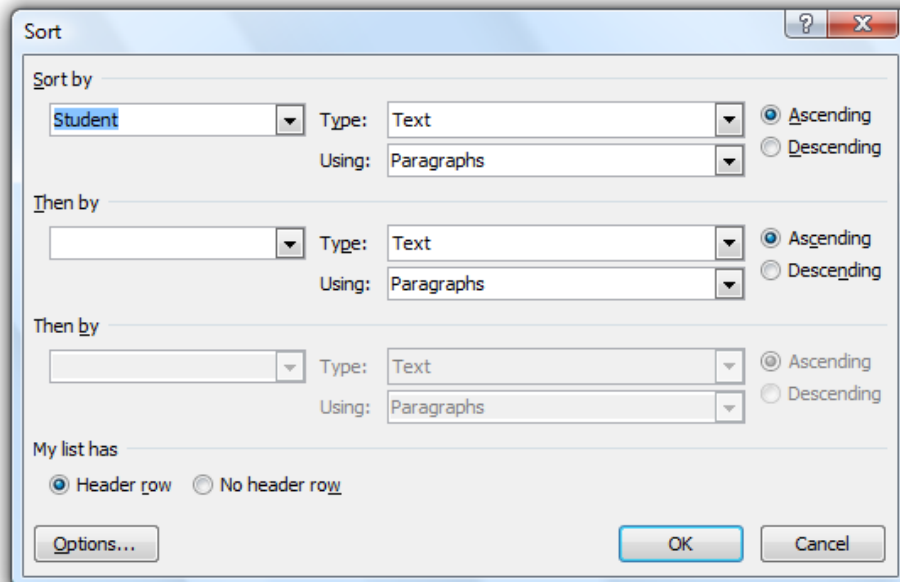 Sort
Sort by
Student Type: Text Ascending
Using: Paragraphs Descending
Then by
Type: Text Ascending
Using: Paragraphs Descending
Then by
Type: Text Ascending
Using: Paragraphs Descending
My list has
Header row No header row
Options... OK Cancel